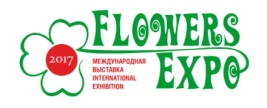 FLOWERS
EXPO
2017
МЕЖДУНАРОДНАЯ
ВЫСТАВКА
INTERNATIONAL
EXHIBITION